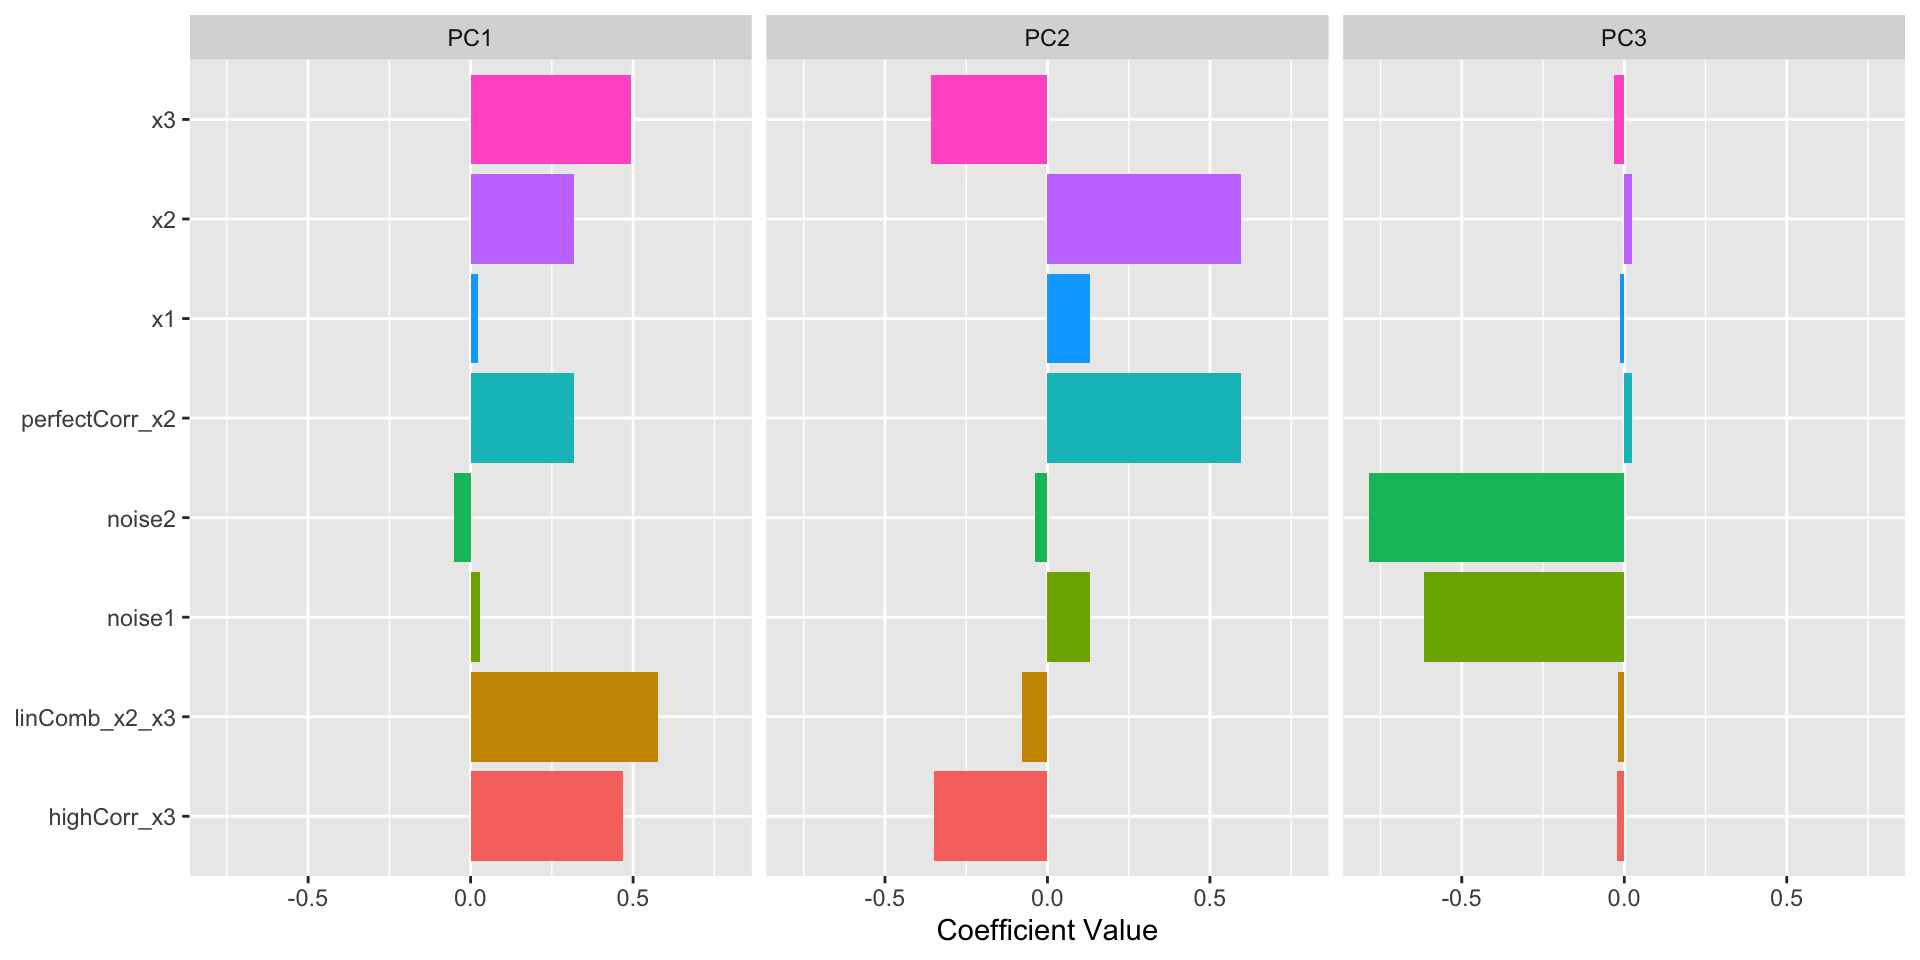 PC1 PC2 PC3
x3
x2
x1
perfectCorr_x2
noise2
noise1
linComb_x2_x3
highCorr_x3
-0.5 0.0 0.5 -0.5 0.0 0.5 -0.5 0.0 0.5
Coefficient Value